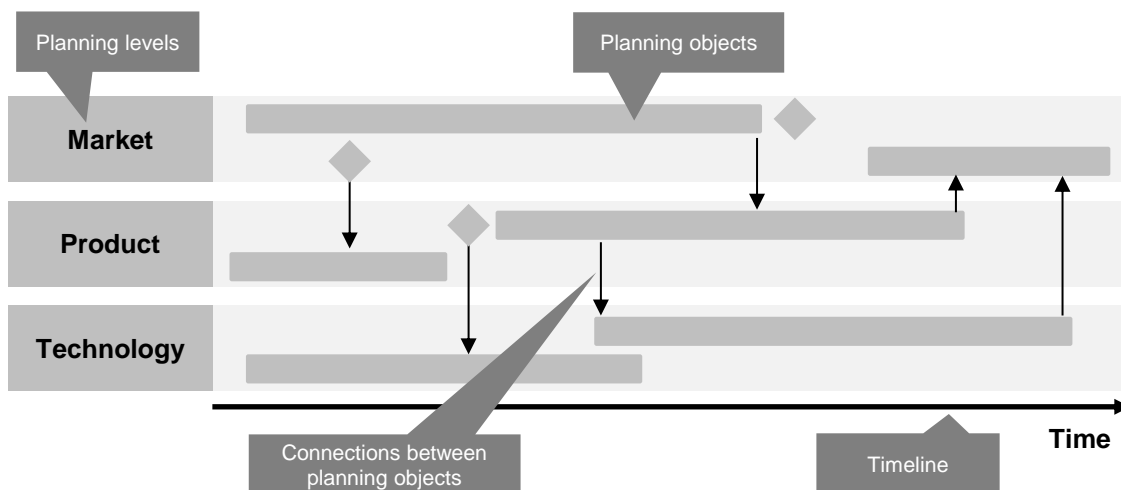 Planning levels
Planning objects
Market
Product
Technology
Time
Connections between
planning objects
Timeline